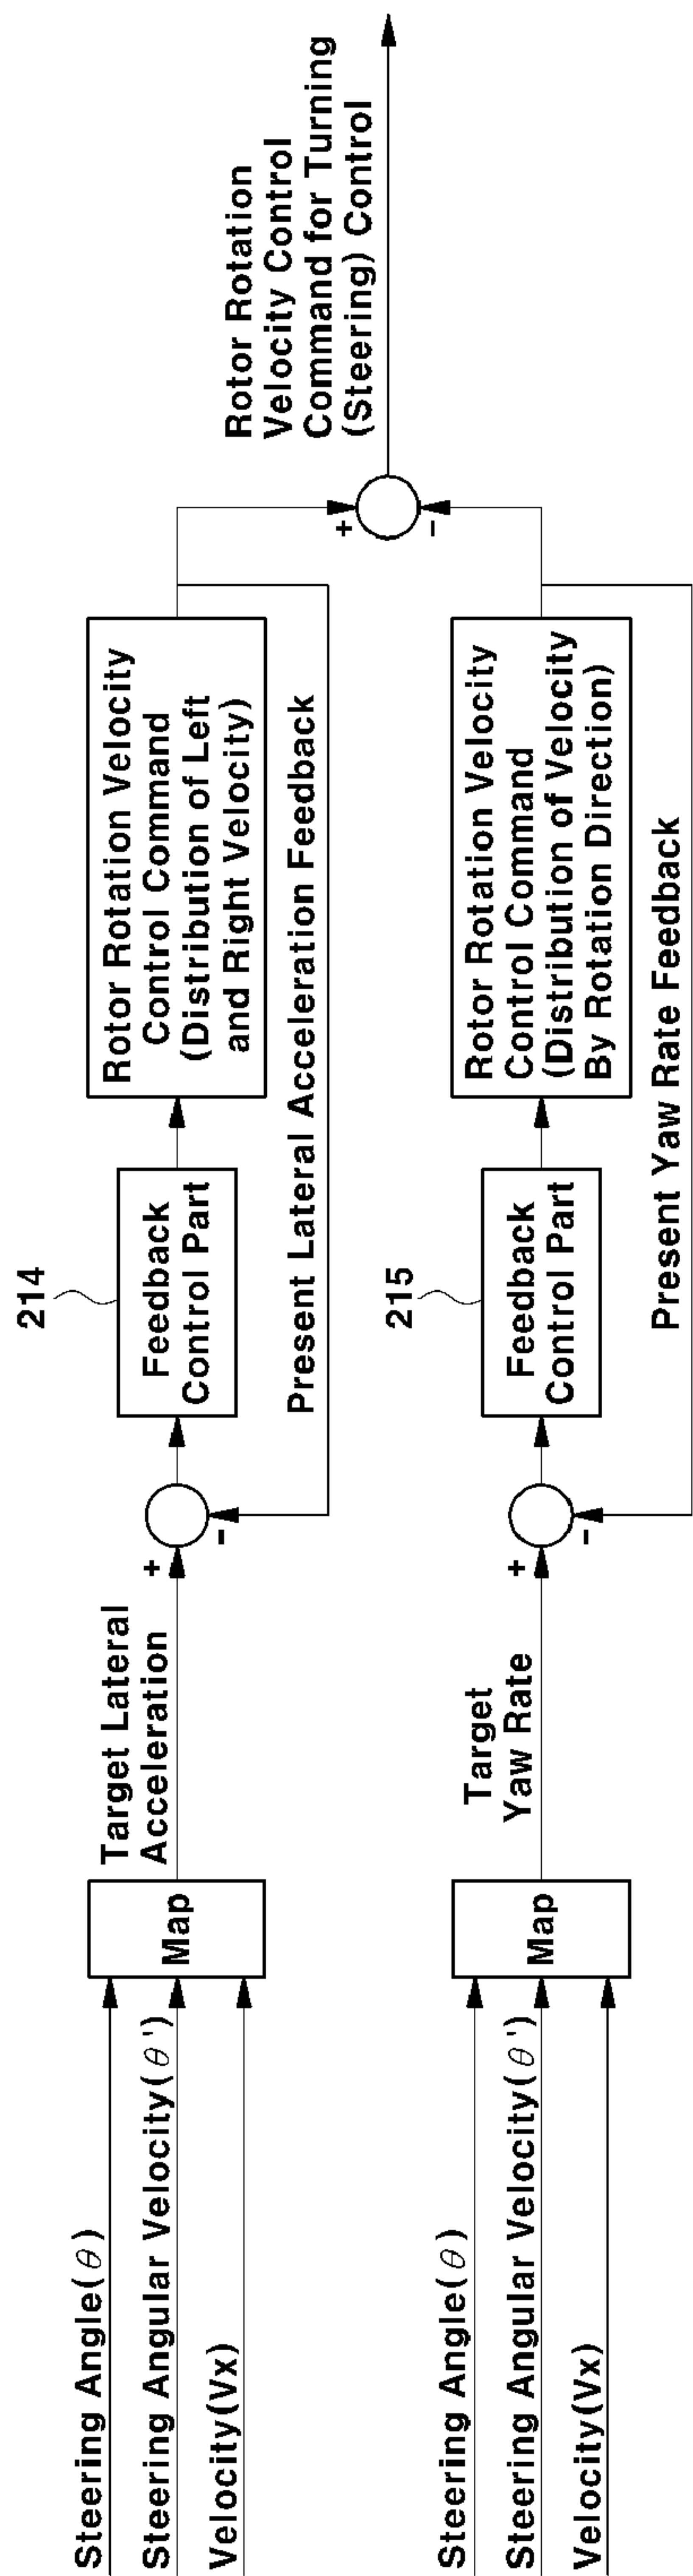 Steering Angle(θ)
Steering Angular Velocity(θ')
Velocity(Vx)
Map
Target Lateral
Acceleration
+
-
214
Feedback
Control Part
Rotor Rotation Velocity
Control Command
(Distribution of Left
and Right Velocity)
Present Lateral Acceleration Feedback
Steering Angle(θ)
Steering Angular Velocity(θ')
Velocity(Vx)
Map
Target
Yaw Rate
+
-
215
Feedback
Control Part
Rotor Rotation Velocity
Control Command
(Distribution of Velocity
By Rotation Direction)
Present Yaw Rate Feedback
+
-
Rotor Rotation
Velocity Control
Command for Turning
(Steering) Control